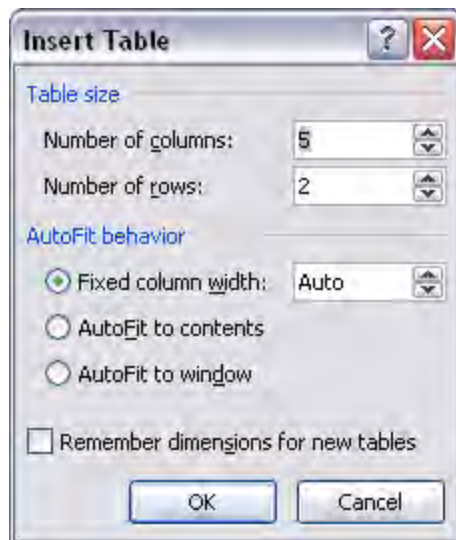 Insert Table ?
Table size
Number of columns: 5
Number of rows: 2
AutoFit behavior
Fixed column width: Auto
AutoFit to contents
AutoFit to window
Remember dimensions for new tables
OK Cancel